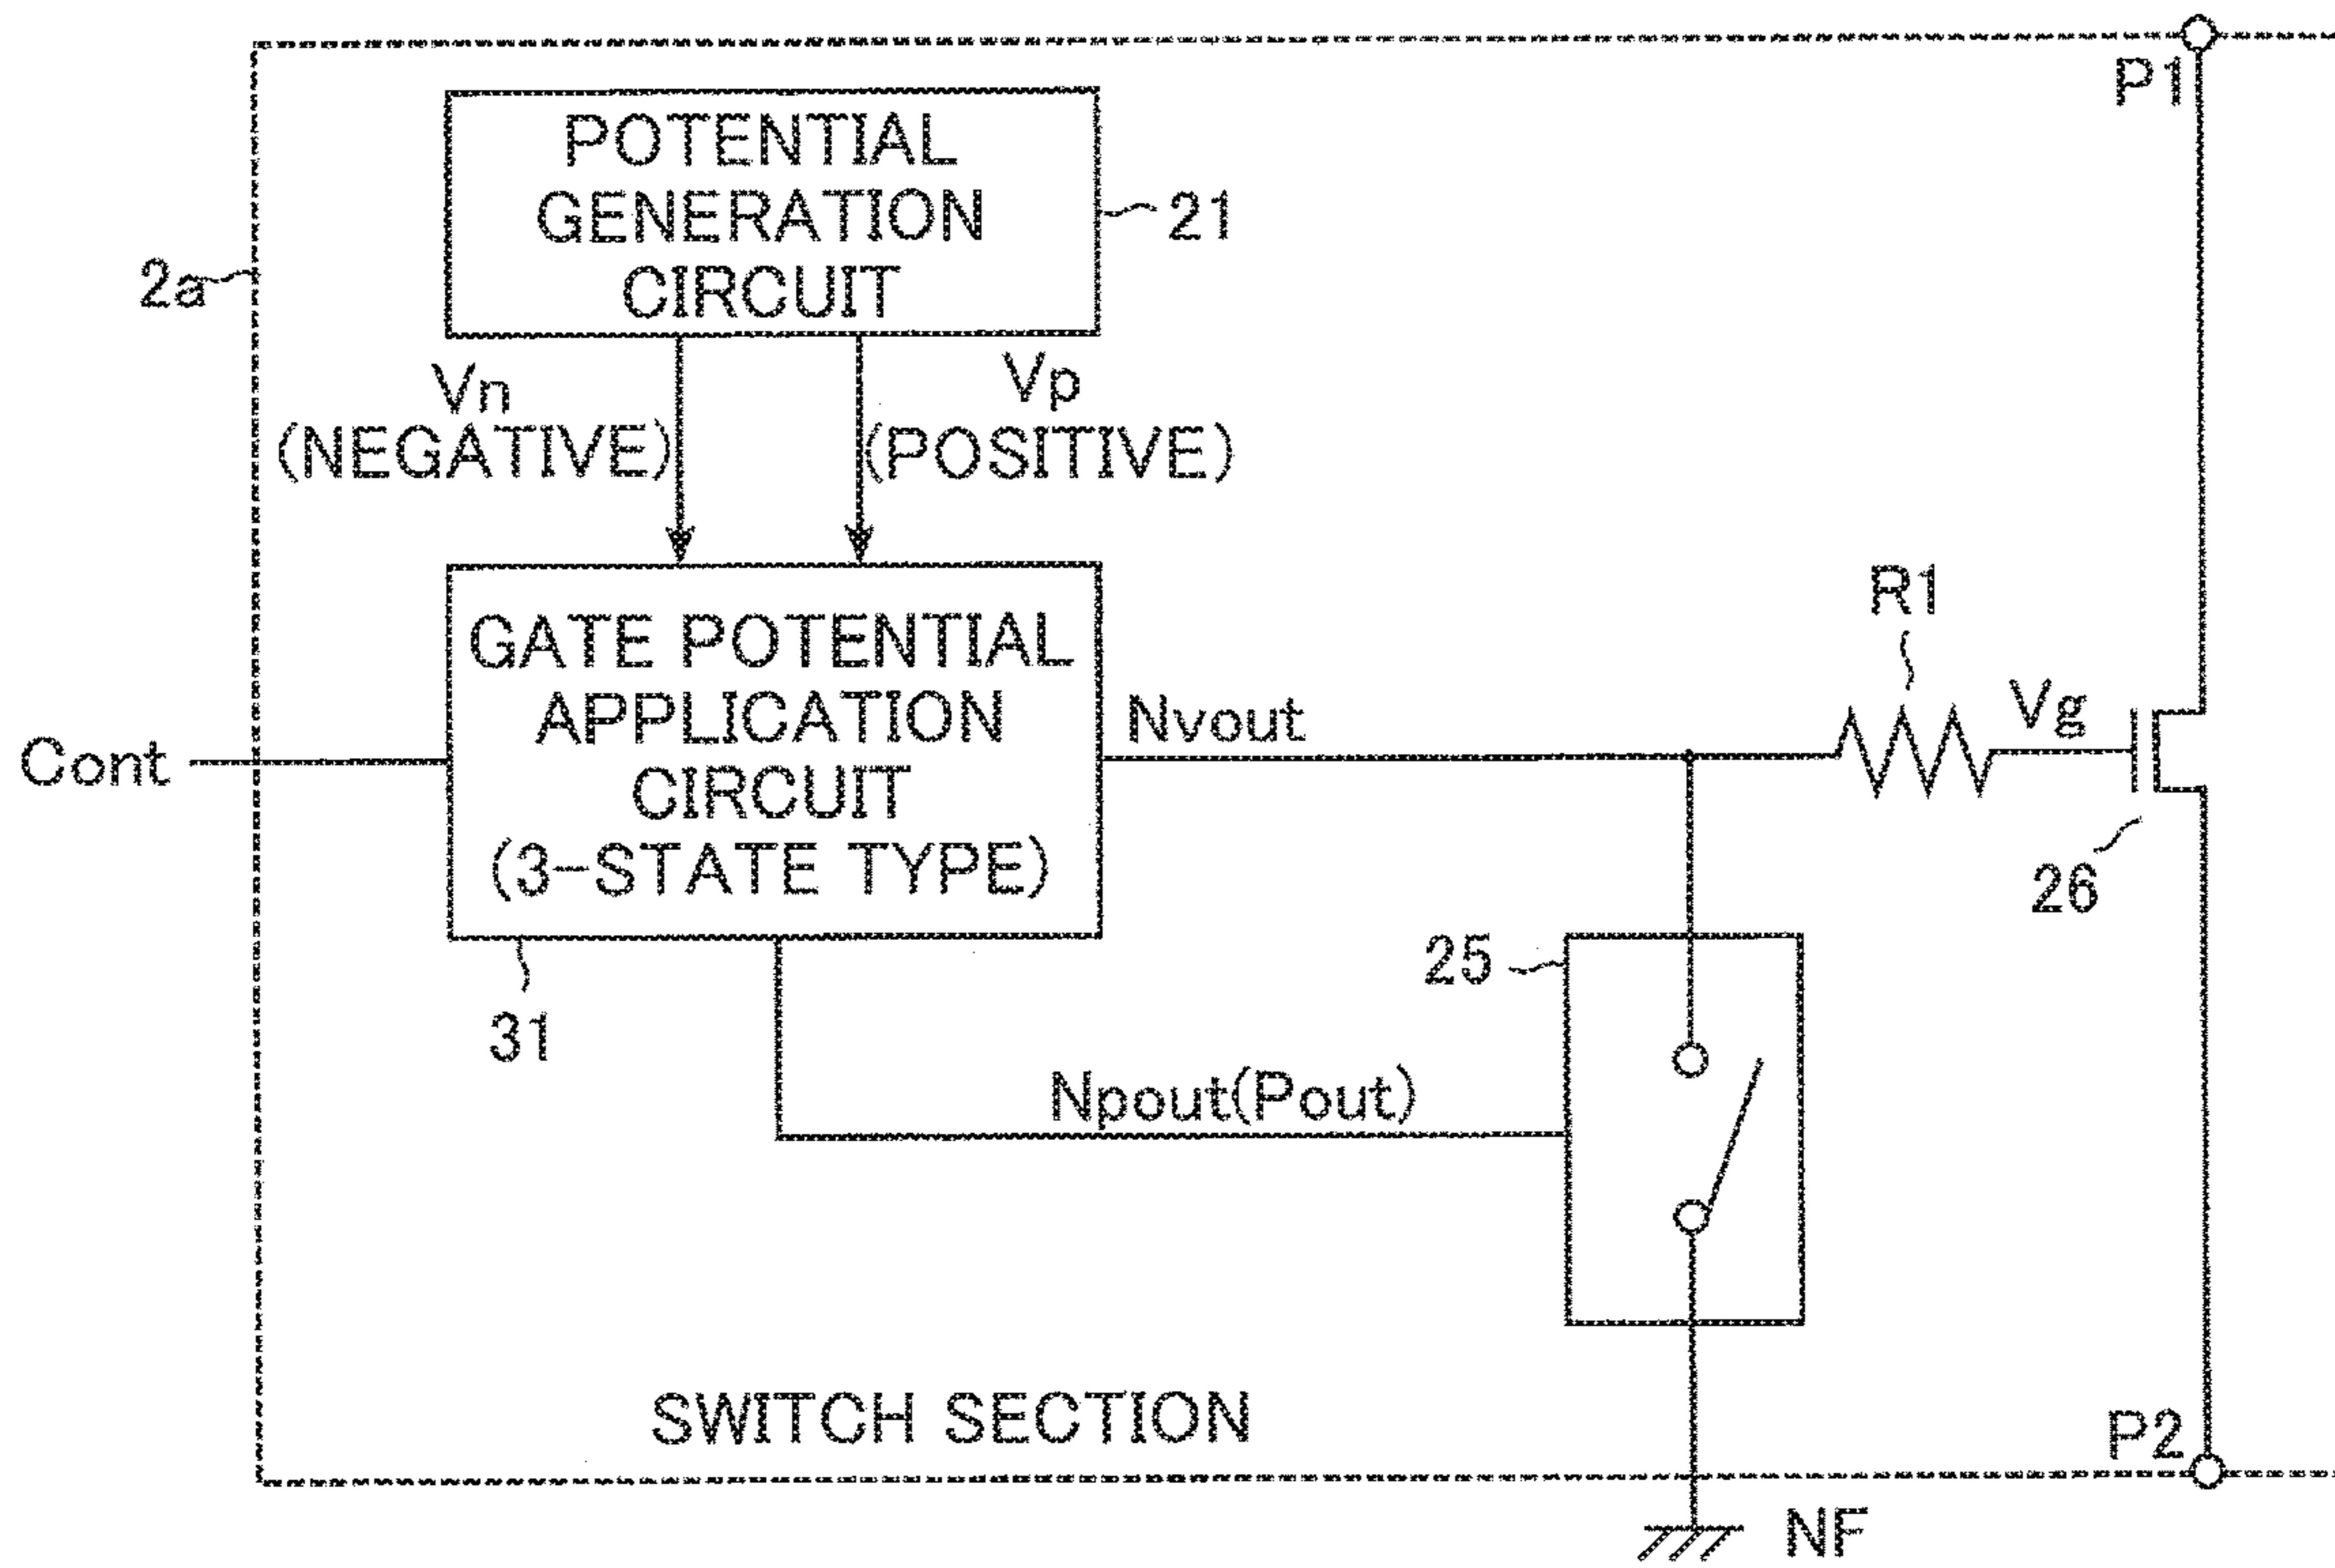 P1
POTENTIAL
GENERATION
CIRCUIT
21
2a
Vn
(NEGATIVE)
Vp
(POSITIVE)
GATE POTENTIAL
APPLICATION
CIRCUIT
(3-STATE TYPE)
Cont
Nvout
R1
Vg
26
31
25
Npout(Pout)
SWITCH SECTION
P2
NF